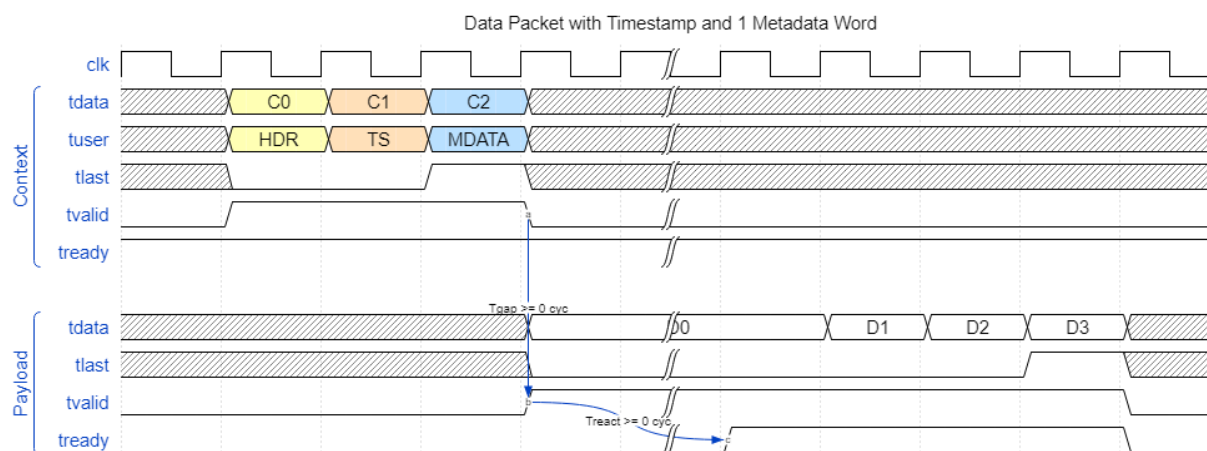 Data Packet with Timestamp and 1 Metadata Word
clk
Context
tdata C0 C1 C2
tuser HDR TS MDATA
tlast
tvalid a
tready
Tgap >= 0 cyc
Payload
tdata D0 D1 D2 D3
tlast
tvalid b
Treact >= 0 cyc
tready c